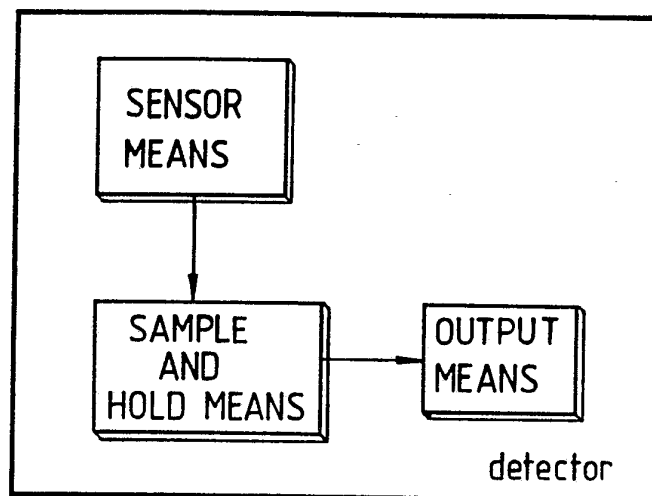 SENSOR
MEANS
SAMPLE
AND
HOLD MEANS
OUTPUT
MEANS
detector